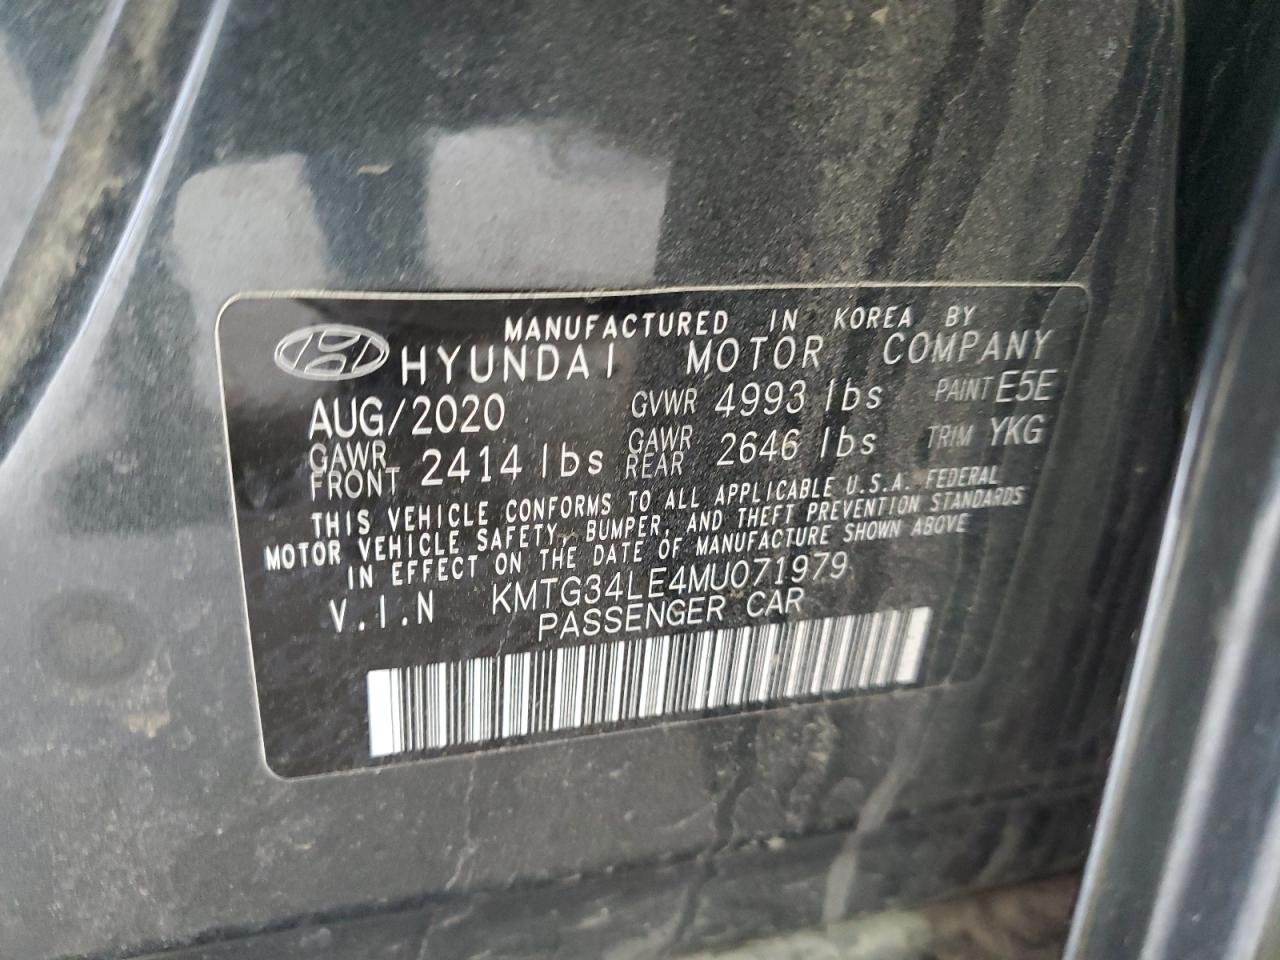 MANUFACTURED IN KOREA BY
HYUNDAI MOTOR COMPANY
AUG/2020 GVWR 4993 lbs PAINT E5E
GAWR FRONT 2414 lbs GAWR REAR 2646 lbs TRIM YKG
THIS VEHICLE CONFORMS TO ALL APPLICABLE U.S.A. FEDERAL
MOTOR VEHICLE SAFETY, BUMPER, AND THEFT PREVENTION STANDARDS
IN EFFECT ON THE DATE OF MANUFACTURE SHOWN ABOVE
V.I.N KMTG34LE4MU071979
PASSENGER CAR